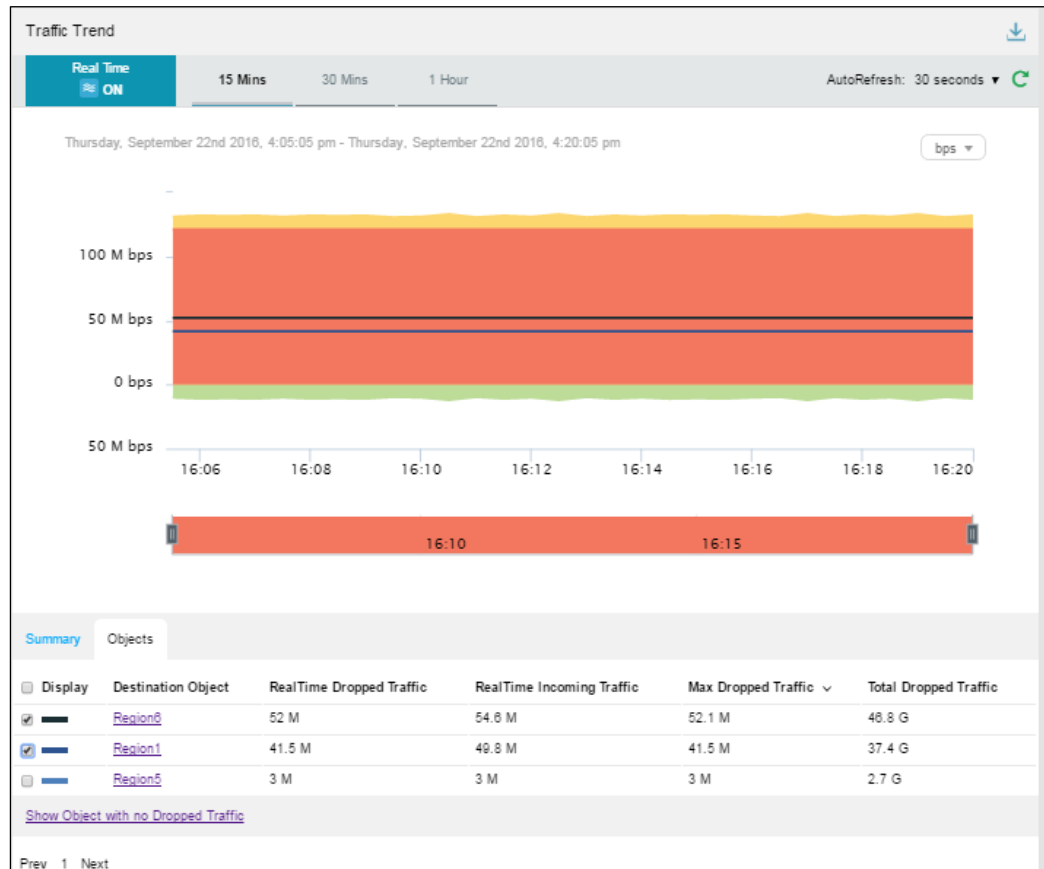 Traffic Trend
Real Time
ON
15 Mins 30 Mins 1 Hour AutoRefresh: 30 seconds
Thursday, September 22nd 2016, 4:05:05 pm - Thursday, September 22nd 2016, 4:20:05 pm
bps
100 M bps
50 M bps
0 bps
50 M bps
16:06 16:08 16:10 16:12 16:14 16:16 16:18 16:20
16:10 16:15
Summary Objects
Display Destination Object RealTime Dropped Traffic RealTime Incoming Traffic Max Dropped Traffic Total Dropped Traffic
Region6 52 M 54.6 M 52.1 M 46.8 G
Region1 41.5 M 49.8 M 41.5 M 37.4 G
Region5 3 M 3 M 3 M 2.7 G
Show Object with no Dropped Traffic
Prev 1 Next